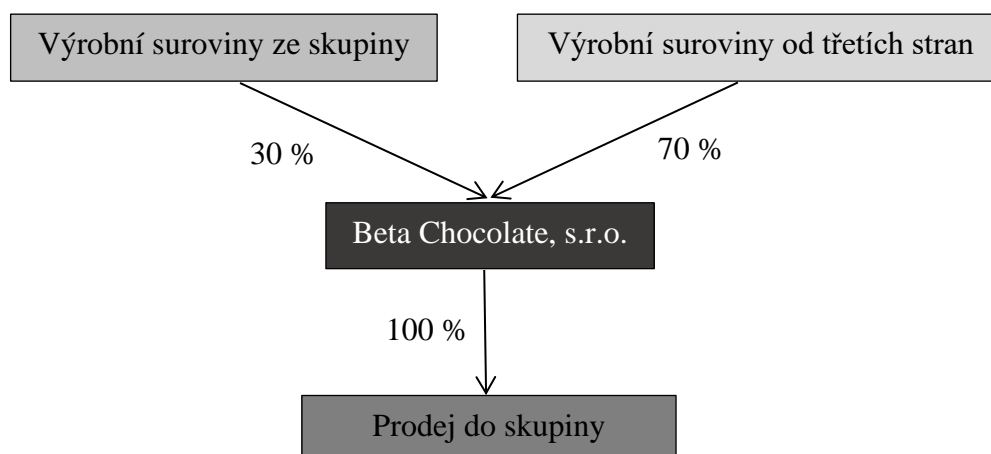 Výrobní suroviny ze skupiny
Výrobní suroviny od třetích stran
30 %
70 %
Beta Chocolate, s.r.o.
100 %
Prodej do skupiny